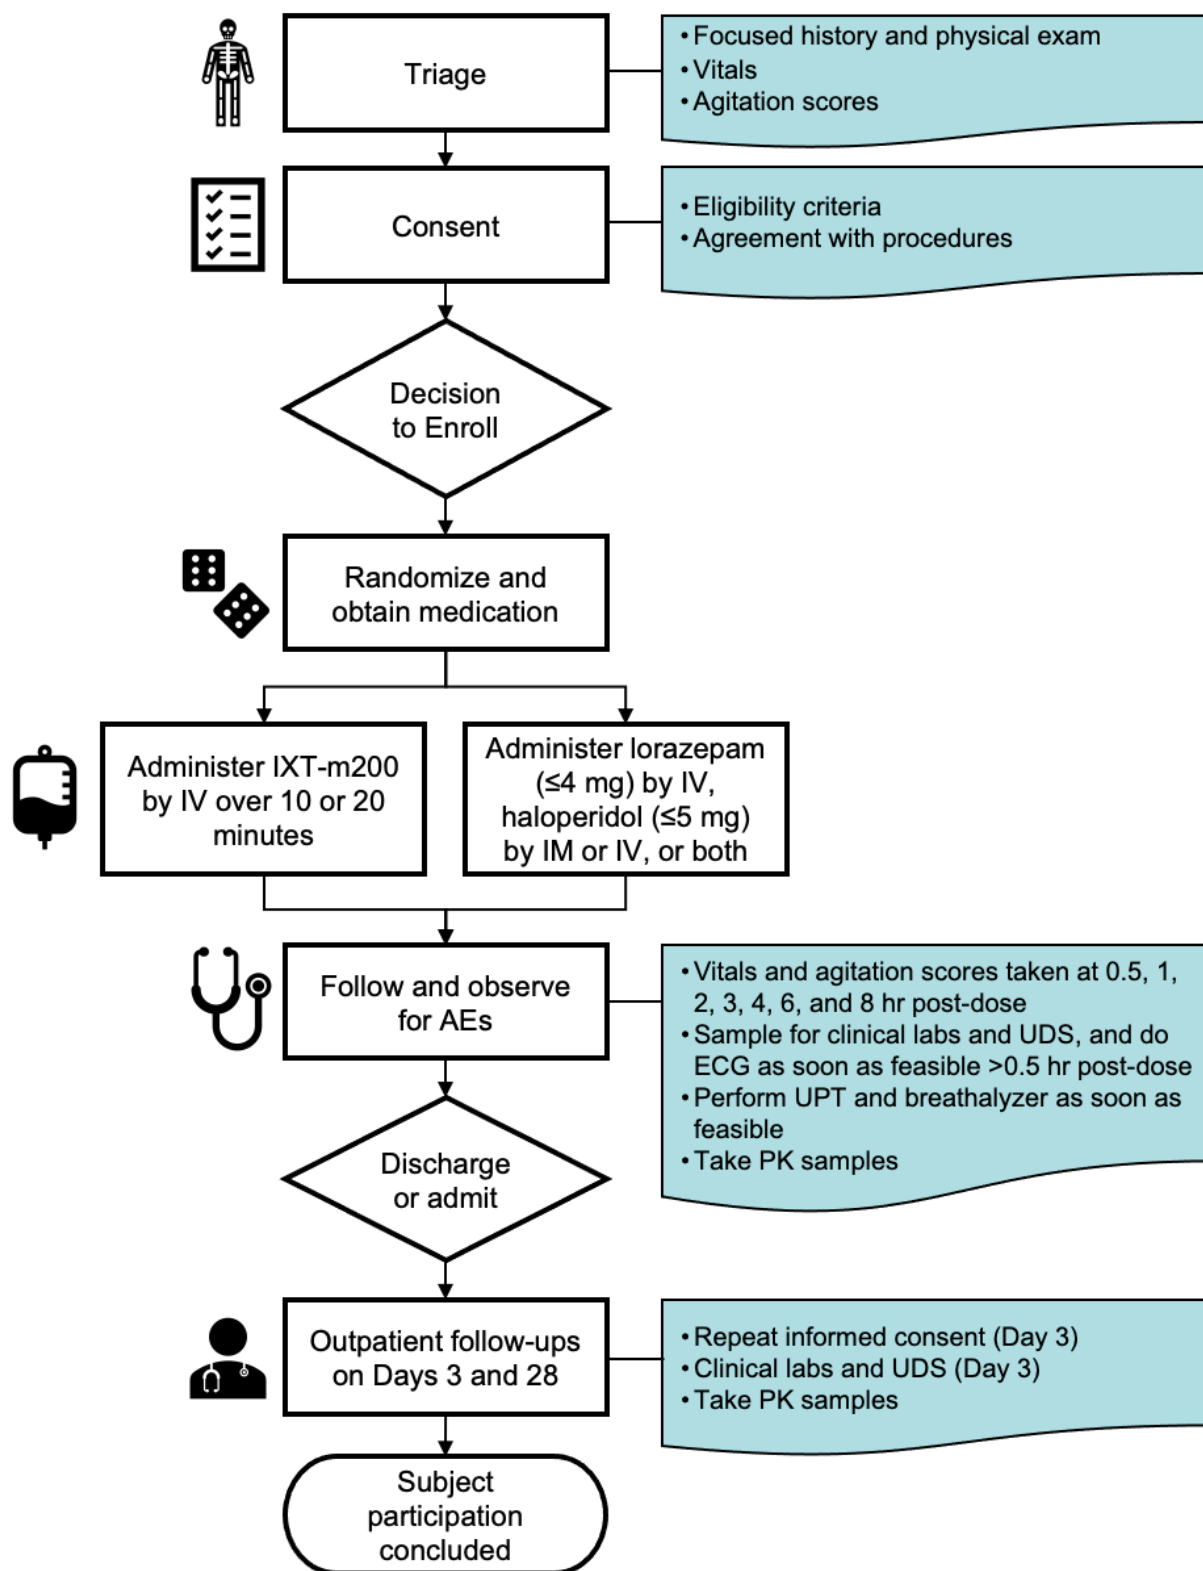 Triage
• Focused history and physical exam
• Vitals
• Agitation scores
Consent
• Eligibility criteria
• Agreement with procedures
Decision
to Enroll
Randomize and
obtain medication
Administer IXT-m200
by IV over 10 or 20
minutes
Administer lorazepam
(≤4 mg) by IV,
haloperidol (≤5 mg)
by IM or IV, or both
Follow and observe
for AEs
• Vitals and agitation scores taken at 0.5, 1,
2, 3, 4, 6, and 8 hr post-dose
• Sample for clinical labs and UDS, and do
ECG as soon as feasible >0.5 hr post-dose
• Perform UPT and breathalyzer as soon as
feasible
• Take PK samples
Discharge
or admit
Outpatient follow-ups
on Days 3 and 28
• Repeat informed consent (Day 3)
• Clinical labs and UDS (Day 3)
• Take PK samples
Subject
participation
concluded